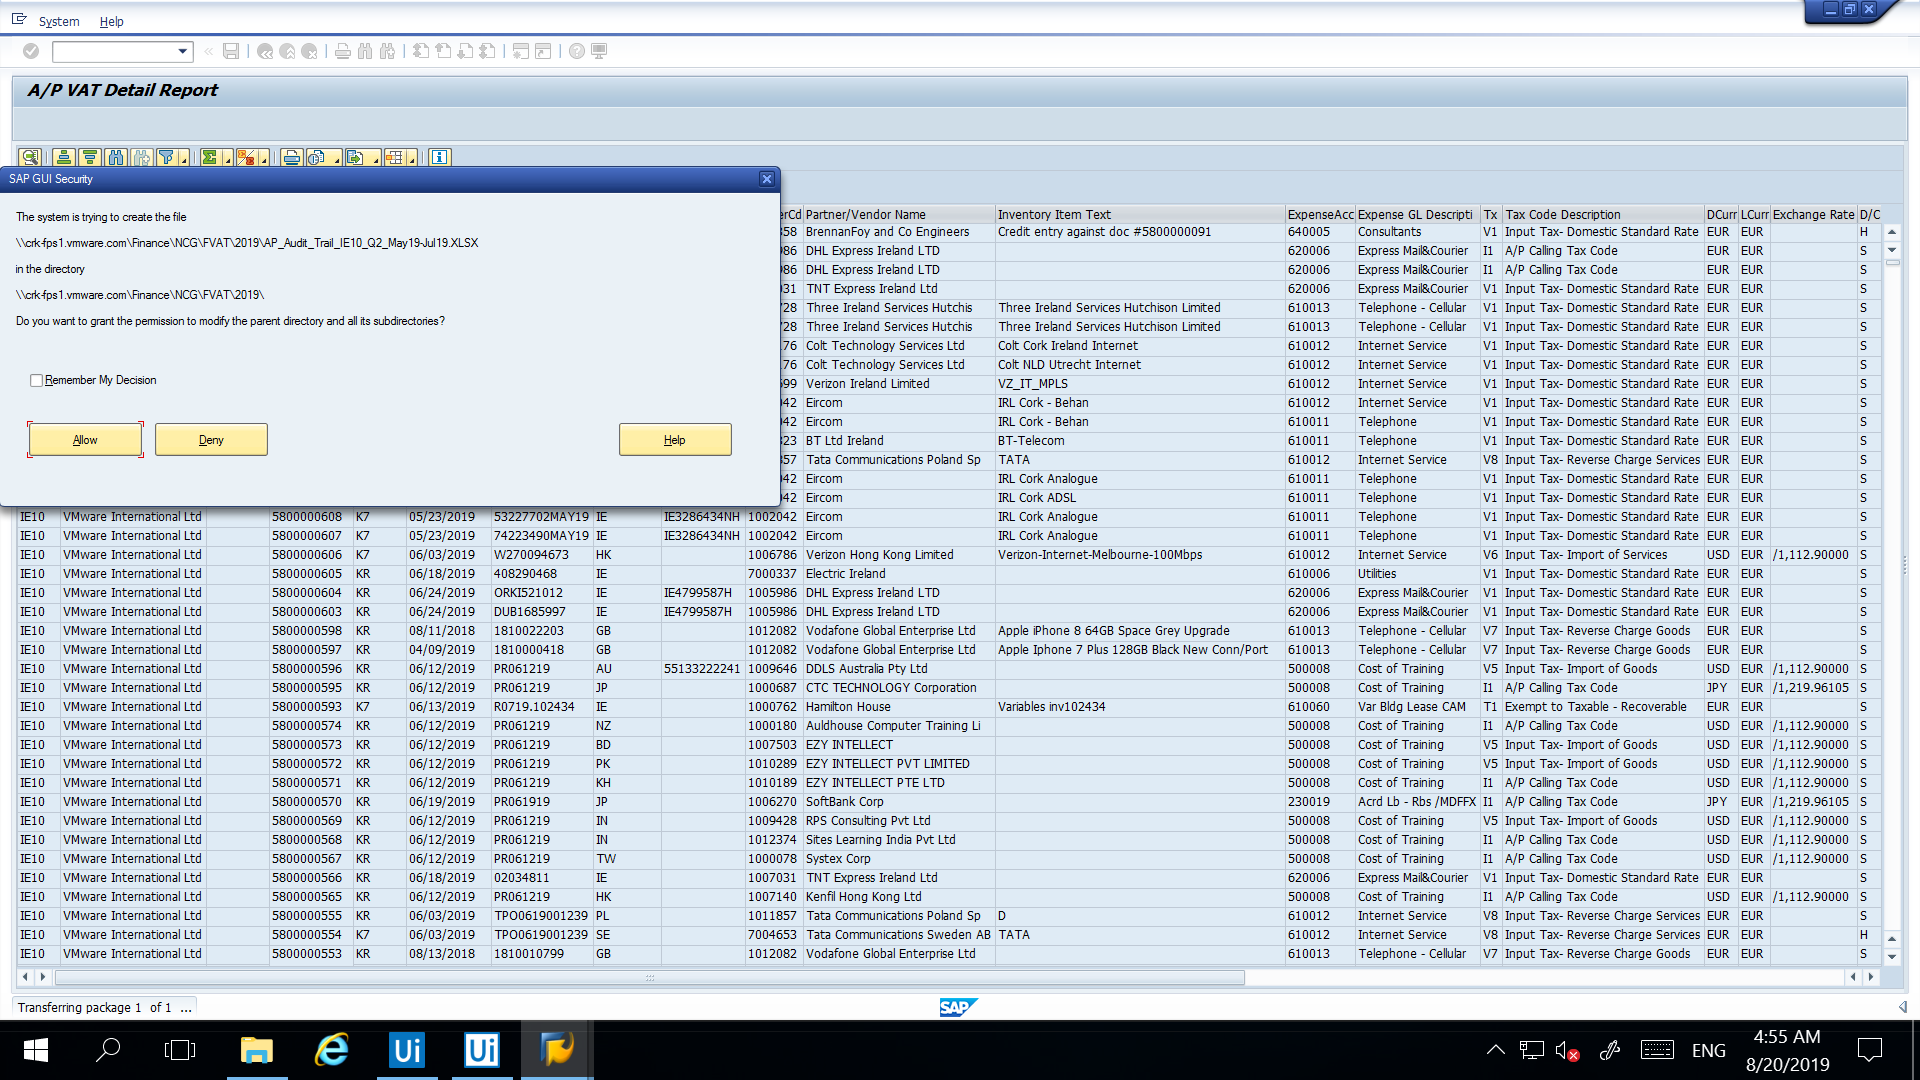 System Help
A/P VAT Detail Report
SAP GUI Security
The system is trying to create the file
\\crk-fps1.vmware.com\Finance\NCG\FVAT\2019\AP_Audit_Trail_IE10_Q2_May19-Jul19.XLSX
in the directory
\\crk-fps1.vmware.com\Finance\NCG\FVAT\2019\
Do you want to grant the permission to modify the parent directory and all its subdirectories?
Remember My Decision
Allow Deny Help
erCd Partner/Vendor Name Inventory Item Text ExpenseAcc Expense GL Descripti Tx Tax Code Description DCurr LCurr Exchange Rate D/C
358 BrennanFoy and Co Engineers Credit entry against doc #5800000091 640005 Consultants V1 Input Tax- Domestic Standard Rate EUR EUR H
986 DHL Express Ireland LTD 620006 Express Mail&Courier I1 A/P Calling Tax Code EUR EUR S
986 DHL Express Ireland LTD 620006 Express Mail&Courier I1 A/P Calling Tax Code EUR EUR S
031 TNT Express Ireland Ltd 620006 Express Mail&Courier V1 Input Tax- Domestic Standard Rate EUR EUR S
728 Three Ireland Services Hutchis Three Ireland Services Hutchison Limited 610013 Telephone - Cellular V1 Input Tax- Domestic Standard Rate EUR EUR S
728 Three Ireland Services Hutchis Three Ireland Services Hutchison Limited 610013 Telephone - Cellular V1 Input Tax- Domestic Standard Rate EUR EUR S
176 Colt Technology Services Ltd Colt Cork Ireland Internet 610012 Internet Service V1 Input Tax- Domestic Standard Rate EUR EUR S
176 Colt Technology Services Ltd Colt NLD Utrecht Internet 610012 Internet Service V1 Input Tax- Domestic Standard Rate EUR EUR S
599 Verizon Ireland Limited VZ_IT_MPLS 610012 Internet Service V1 Input Tax- Domestic Standard Rate EUR EUR S
042 Eircom IRL Cork - Behan 610012 Internet Service V1 Input Tax- Domestic Standard Rate EUR EUR S
042 Eircom IRL Cork - Behan 610011 Telephone V1 Input Tax- Domestic Standard Rate EUR EUR S
323 BT Ltd Ireland BT-Telecom 610011 Telephone V1 Input Tax- Domestic Standard Rate EUR EUR S
857 Tata Communications Poland Sp TATA 610012 Internet Service V8 Input Tax- Reverse Charge Services EUR EUR S
042 Eircom IRL Cork Analogue 610011 Telephone V1 Input Tax- Domestic Standard Rate EUR EUR S
042 Eircom IRL Cork ADSL 610011 Telephone V1 Input Tax- Domestic Standard Rate EUR EUR S
IE10 VMware International Ltd 5800000608 K7 05/23/2019 53227702MAY19 IE IE3286434NH 1002042 Eircom IRL Cork Analogue 610011 Telephone V1 Input Tax- Domestic Standard Rate EUR EUR S
IE10 VMware International Ltd 5800000607 K7 05/23/2019 74223490MAY19 IE IE3286434NH 1002042 Eircom IRL Cork Analogue 610011 Telephone V1 Input Tax- Domestic Standard Rate EUR EUR S
IE10 VMware International Ltd 5800000606 K7 06/03/2019 W270094673 HK 1006786 Verizon Hong Kong Limited Verizon-Internet-Melbourne-100Mbps 610012 Internet Service V6 Input Tax- Import of Services USD EUR /1,112.90000 S
IE10 VMware International Ltd 5800000605 KR 06/18/2019 408290468 IE 7000337 Electric Ireland 610006 Utilities V1 Input Tax- Domestic Standard Rate EUR EUR S
IE10 VMware International Ltd 5800000604 KR 06/24/2019 ORKI521012 IE IE4799587H 1005986 DHL Express Ireland LTD 620006 Express Mail&Courier V1 Input Tax- Domestic Standard Rate EUR EUR S
IE10 VMware International Ltd 5800000603 KR 06/24/2019 DUB1685997 IE IE4799587H 1005986 DHL Express Ireland LTD 620006 Express Mail&Courier V1 Input Tax- Domestic Standard Rate EUR EUR S
IE10 VMware International Ltd 5800000598 KR 08/11/2018 1810022203 GB 1012082 Vodafone Global Enterprise Ltd Apple iPhone 8 64GB Space Grey Upgrade 610013 Telephone - Cellular V7 Input Tax- Reverse Charge Goods EUR EUR S
IE10 VMware International Ltd 5800000597 KR 04/09/2019 1810000418 GB 1012082 Vodafone Global Enterprise Ltd Apple Iphone 7 Plus 128GB Black New Conn/Port 610013 Telephone - Cellular V7 Input Tax- Reverse Charge Goods EUR EUR S
IE10 VMware International Ltd 5800000596 KR 06/12/2019 PR061219 AU 55133222241 1009646 DDLS Australia Pty Ltd 500008 Cost of Training V5 Input Tax- Import of Goods USD EUR /1,112.90000 S
IE10 VMware International Ltd 5800000595 KR 06/12/2019 PR061219 JP 1000687 CTC TECHNOLOGY Corporation 500008 Cost of Training I1 A/P Calling Tax Code JPY EUR /1,219.96105 S
IE10 VMware International Ltd 5800000593 K7 06/13/2019 R0719.102434 IE 1000762 Hamilton House Variables inv102434 610060 Var Bldg Lease CAM T1 Exempt to Taxable - Recoverable EUR EUR S
IE10 VMware International Ltd 5800000574 KR 06/12/2019 PR061219 NZ 1000180 Auldhouse Computer Training Li 500008 Cost of Training I1 A/P Calling Tax Code USD EUR /1,112.90000 S
IE10 VMware International Ltd 5800000573 KR 06/12/2019 PR061219 BD 1007503 EZY INTELLECT 500008 Cost of Training V5 Input Tax- Import of Goods USD EUR /1,112.90000 S
IE10 VMware International Ltd 5800000572 KR 06/12/2019 PR061219 PK 1010289 EZY INTELLECT PVT LIMITED 500008 Cost of Training V5 Input Tax- Import of Goods USD EUR /1,112.90000 S
IE10 VMware International Ltd 5800000571 KR 06/12/2019 PR061219 KH 1010189 EZY INTELLECT PTE LTD 500008 Cost of Training I1 A/P Calling Tax Code USD EUR /1,112.90000 S
IE10 VMware International Ltd 5800000570 KR 06/19/2019 PR061919 JP 1006270 SoftBank Corp 230019 Acrd Lb - Rbs /MDFFX I1 A/P Calling Tax Code JPY EUR /1,219.96105 S
IE10 VMware International Ltd 5800000569 KR 06/12/2019 PR061219 IN 1009428 RPS Consulting Pvt Ltd 500008 Cost of Training V5 Input Tax- Import of Goods USD EUR /1,112.90000 S
IE10 VMware International Ltd 5800000568 KR 06/12/2019 PR061219 IN 1012374 Sites Learning India Pvt Ltd 500008 Cost of Training I1 A/P Calling Tax Code USD EUR /1,112.90000 S
IE10 VMware International Ltd 5800000567 KR 06/12/2019 PR061219 TW 1000078 Systex Corp 500008 Cost of Training I1 A/P Calling Tax Code USD EUR /1,112.90000 S
IE10 VMware International Ltd 5800000566 KR 06/18/2019 02034811 IE 1007031 TNT Express Ireland Ltd 620006 Express Mail&Courier V1 Input Tax- Domestic Standard Rate EUR EUR S
IE10 VMware International Ltd 5800000565 KR 06/12/2019 PR061219 HK 1007140 Kenfil Hong Kong Ltd 500008 Cost of Training I1 A/P Calling Tax Code USD EUR /1,112.90000 S
IE10 VMware International Ltd 5800000555 KR 06/03/2019 TPO0619001239 PL 1011857 Tata Communications Poland Sp D 610012 Internet Service V8 Input Tax- Reverse Charge Services EUR EUR S
IE10 VMware International Ltd 5800000554 K7 06/03/2019 TPO0619001239 SE 7004653 Tata Communications Sweden AB TATA 610012 Internet Service V8 Input Tax- Reverse Charge Services EUR EUR H
IE10 VMware International Ltd 5800000553 KR 08/13/2018 1810010799 GB 1012082 Vodafone Global Enterprise Ltd 610013 Telephone - Cellular V7 Input Tax- Reverse Charge Goods EUR EUR S
Transferring package 1 of 1 ...
SAP
Ui Ui ENG 4:55 AM
8/20/2019